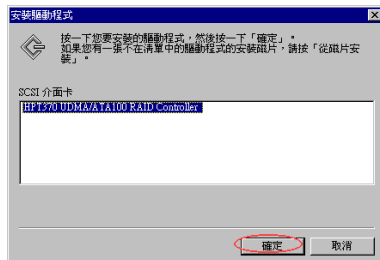 安裝驅動程式
按一下您要安裝的驅動程式，然後按一下「確定」。
如果您有一張不在清單中的驅動程式的安裝磁片，請按「從磁片安
裝」。
SCSI 介面卡
HPT370 UDMA/ATA100 RAID Controller
確定
取消